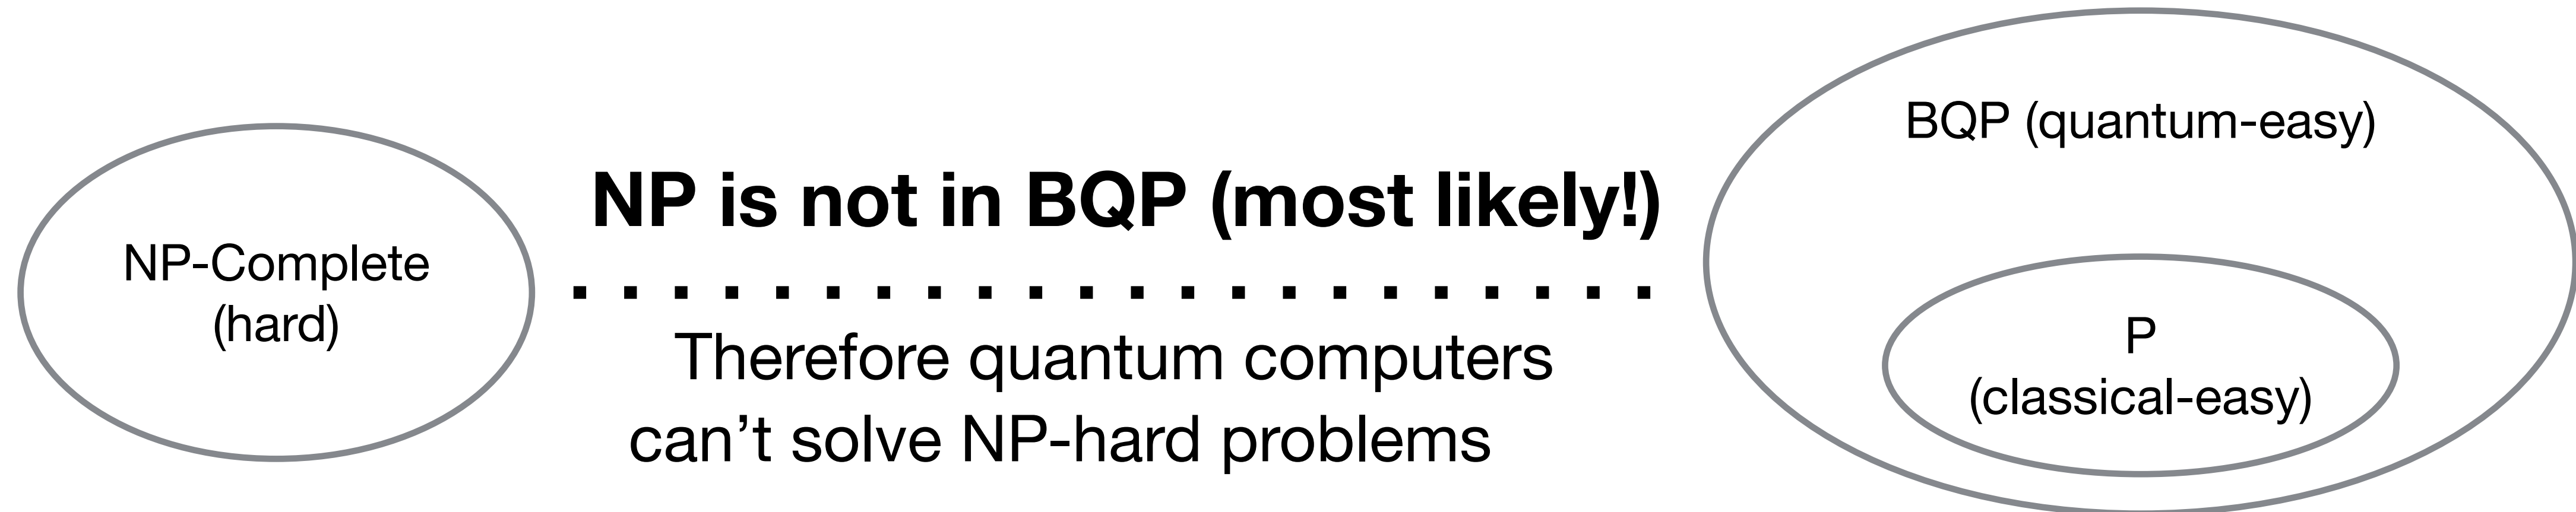 NP-Complete
(hard)
NP is not in BQP (most likely!)
Therefore quantum computers
can’t solve NP-hard problems
BQP (quantum-easy)
P
(classical-easy)